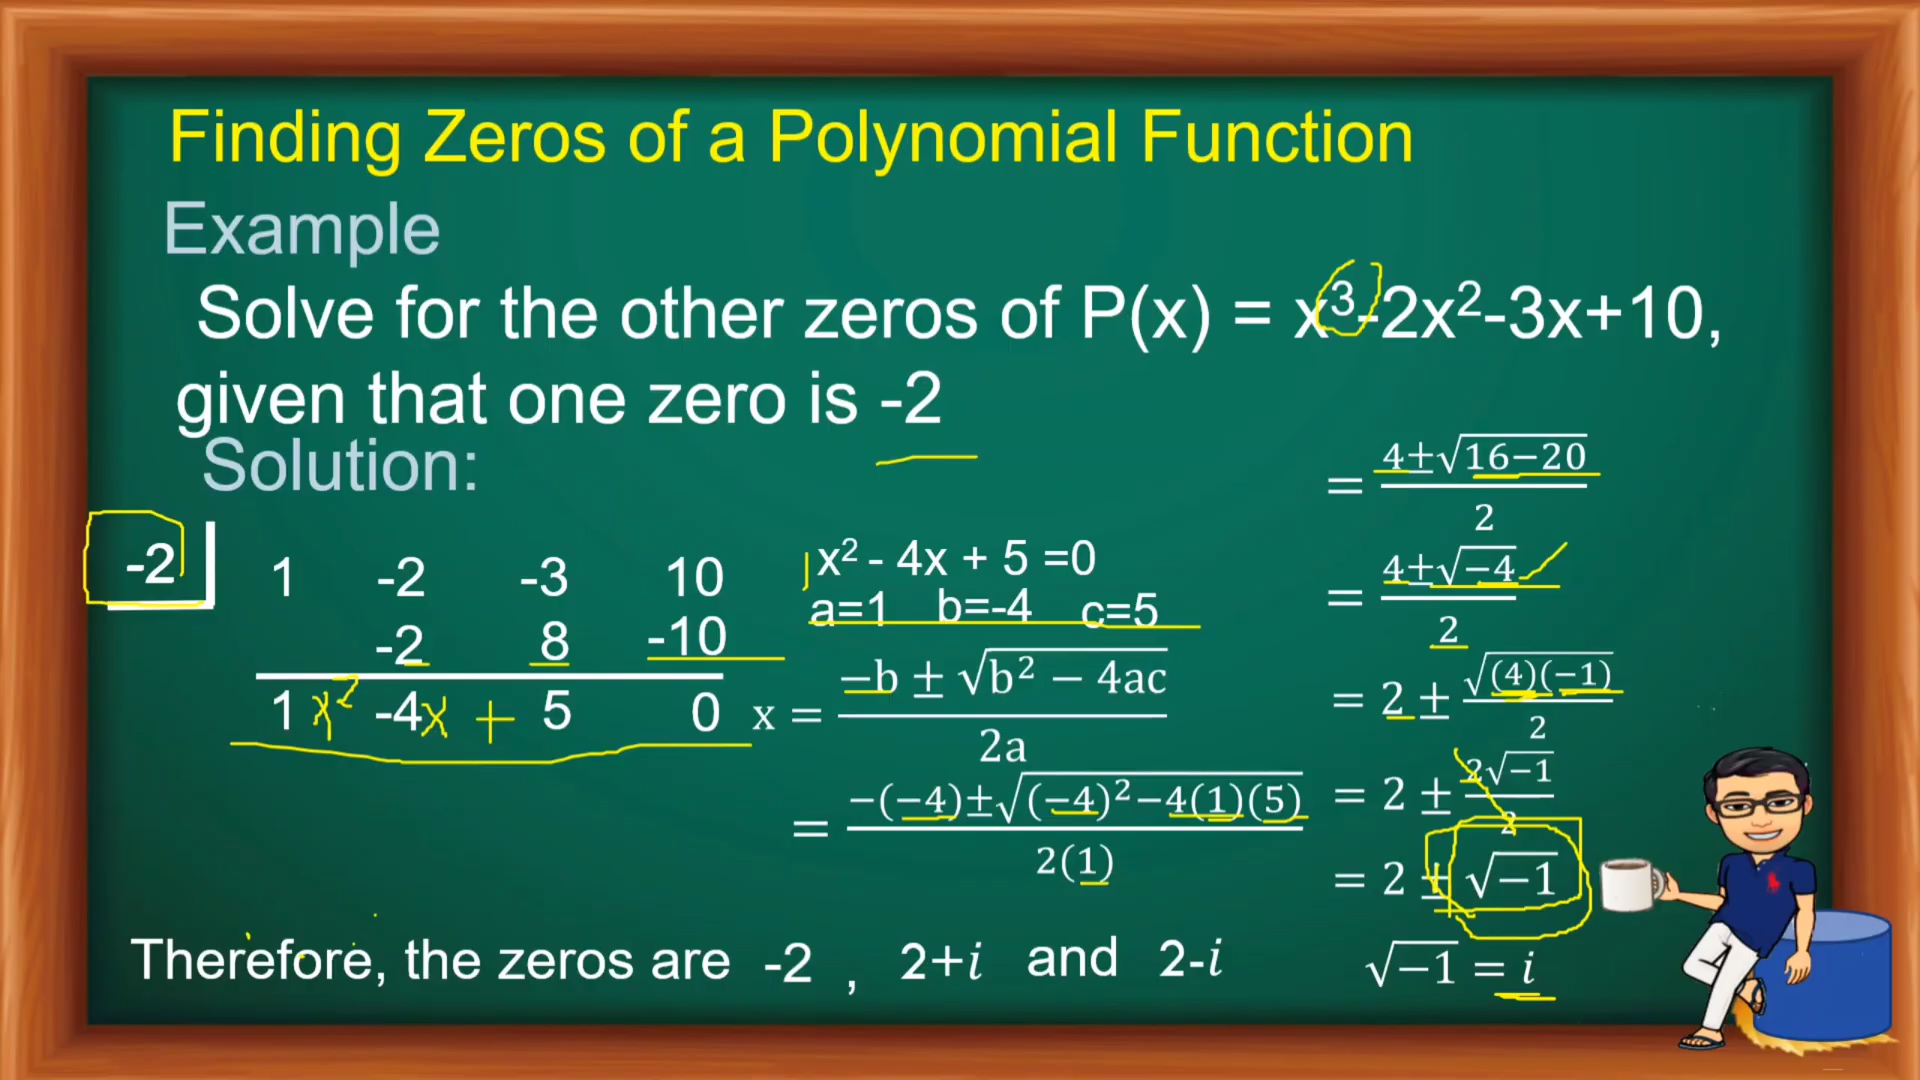 Finding Zeros of a Polynomial Function
Example
Solve for the other zeros of P(x) = x³-2x²-3x+10,
given that one zero is -2
Solution:
-2 1 -2 -3 10
-2 8 -10
1x² -4x + 5 0
x² - 4x + 5 =0
a=1 b=-4 c=5
x = (−b ± √(b² − 4ac)) / 2a
= (−(−4)±√((−4)²−4(1)(5))) / 2(1)
= (4±√(16−20)) / 2
= (4±√(−4)) / 2
= 2 ± √((4)(−1)) / 2
= 2 ± 2√−1 / 2
= 2 ± √−1
√−1 = i
Therefore, the zeros are -2 , 2+i and 2-i